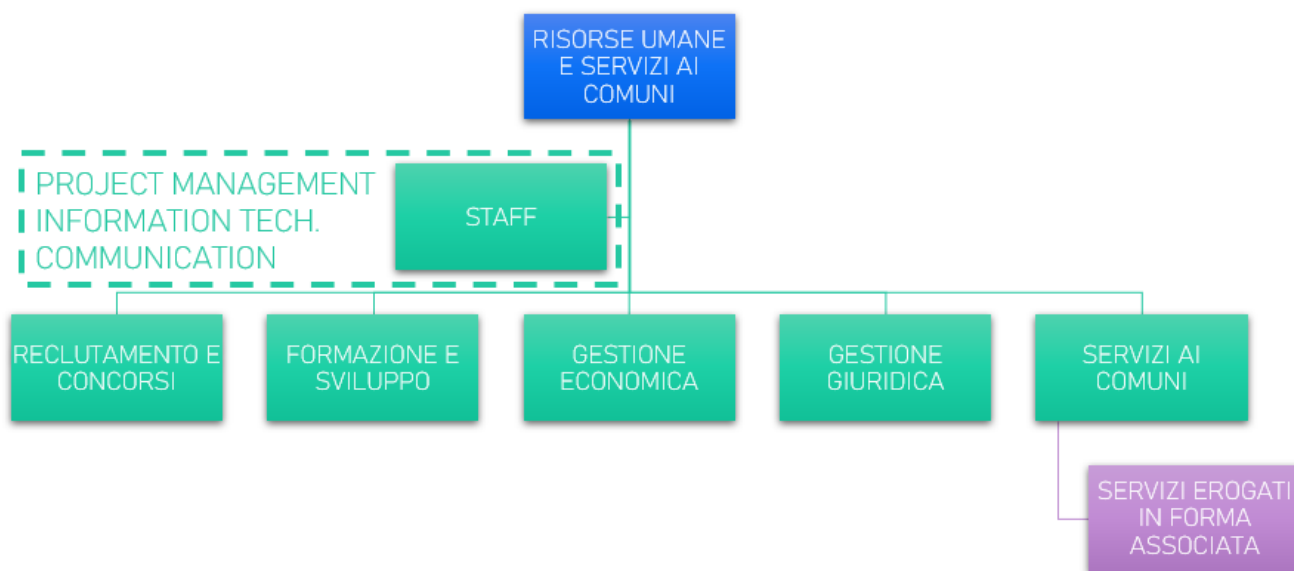 RISORSE UMANE
E SERVIZI AI
COMUNI
PROJECT MANAGEMENT
INFORMATION TECH.
COMMUNICATION
STAFF
RECLUTAMENTO E
CONCORSI
FORMAZIONE E
SVILUPPO
GESTIONE
ECONOMICA
GESTIONE
GIURIDICA
SERVIZI AI
COMUNI
SERVIZI EROGATI
IN FORMA
ASSOCIATA